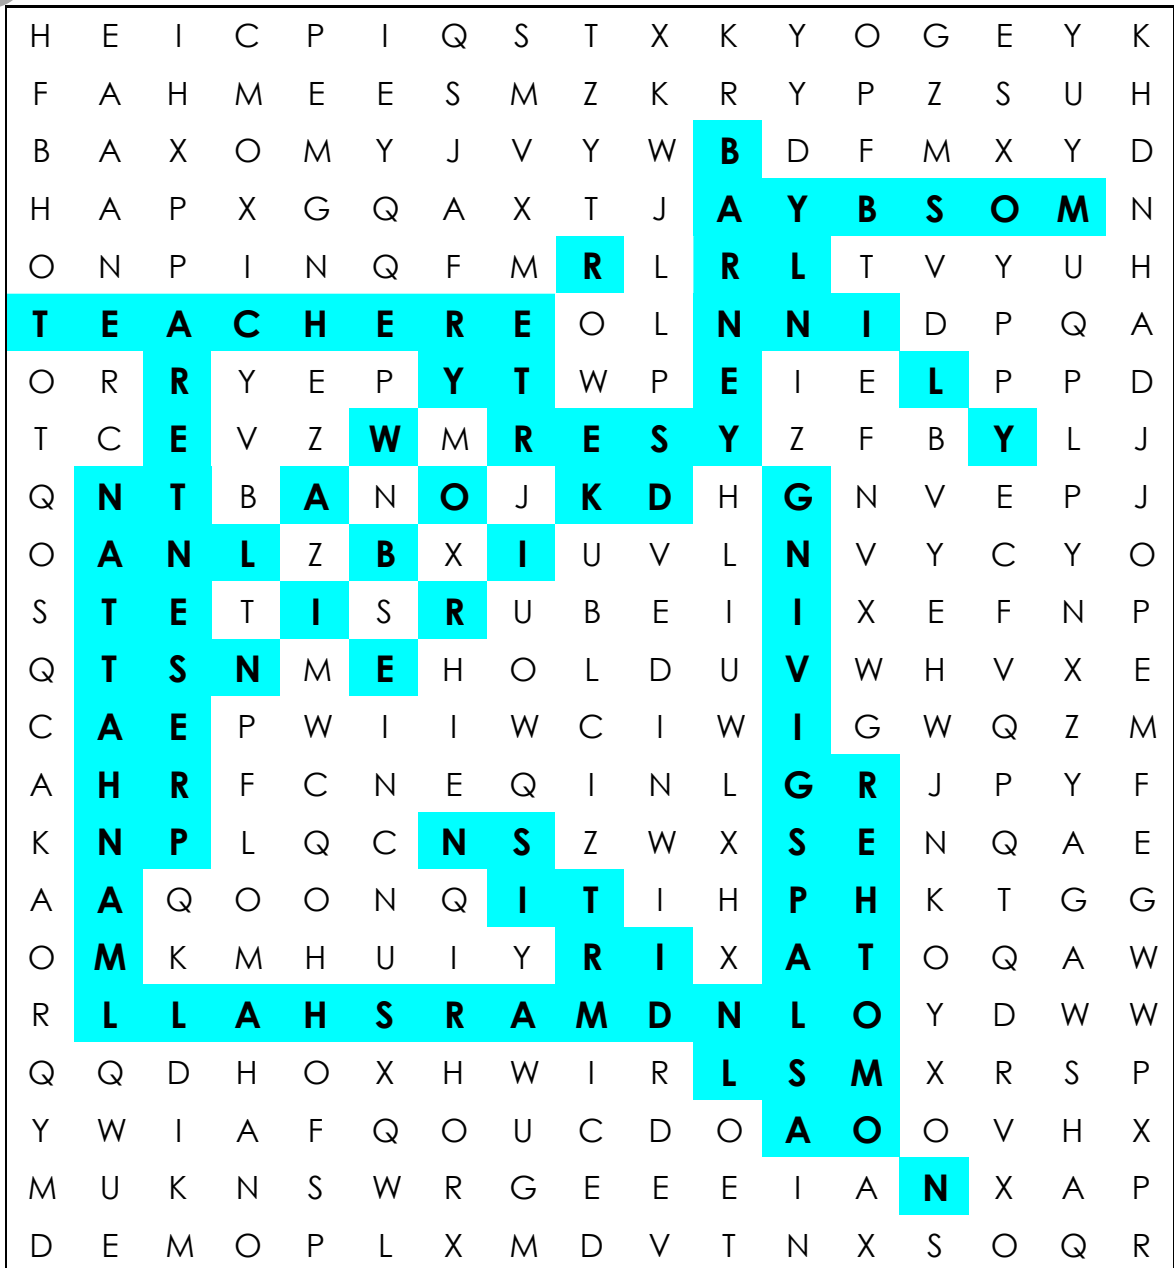 H E I C P I Q S T X K Y O G E Y K
F A H M E E S M Z K R Y P Z S U H
B A X O M Y J V Y W B D F M X Y D
H A P X G Q A X T J A Y B S O M N
O N P I N Q F M R L R L T V Y U H
T E A C H E R E O L N N I D P Q A
O R R Y E P Y T W P E I E L P P D
T C E V Z W M R E S Y Z F B Y L J
Q N T B A N O J K D H G N V E P J
O A N L Z B X I U V L N V Y C Y O
S T E T I S R U B E I I X E F N P
Q T S N M E H O L D U V W H V X E
C A E P W I I W C I W I G W Q Z M
A H R F C N E Q I N L G R J P Y F
K N P L Q C N S Z W X S E N Q A E
A A Q O O N Q I T I H P H K T G G
O M K M H U I Y R I X A T O Q A W
R L L A H S R A M D N L O Y D W W
Q Q D H O X H W I R L S M X R S P
Y W I A F Q O U C D O A O O V H X
M U K N S W R G E E E I A N X A P
D E M O P L X M D V T N X S O Q R